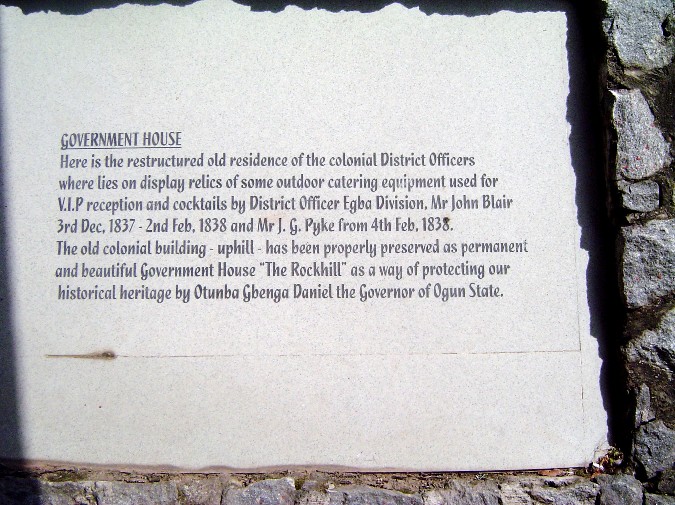 GOVERNMENT HOUSE
Here is the restructured old residence of the colonial District Officers
where lies on display relics of some outdoor catering equipment used for
V.I.P reception and cocktails by District Officer Egba Division, Mr John Blair
3rd Dec, 1837 - 2nd Feb, 1838 and Mr J. G. Pyke from 4th Feb, 1838.
The old colonial building - uphill - has been properly preserved as permanent
and beautiful Government House "The Rockhill" as a way of protecting our
historical heritage by Otunba Gbenga Daniel the Governor of Ogun State.